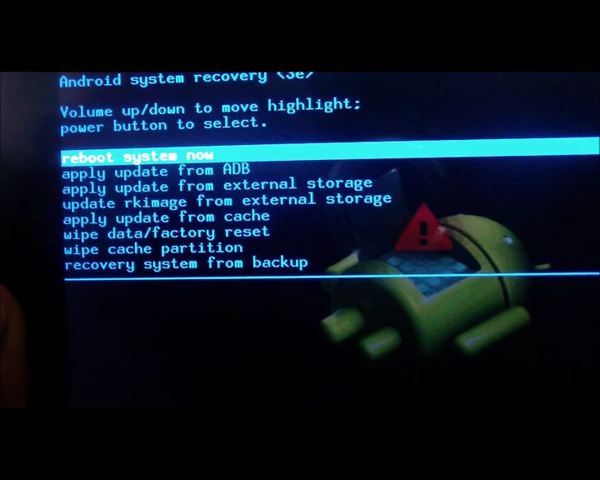 Android system recovery <3e>
Volume up/down to move highlight;
power button to select.
reboot system now
apply update from ADB
apply update from external storage
update rkimage from external storage
apply update from cache
wipe data/factory reset
wipe cache partition
recovery system from backup